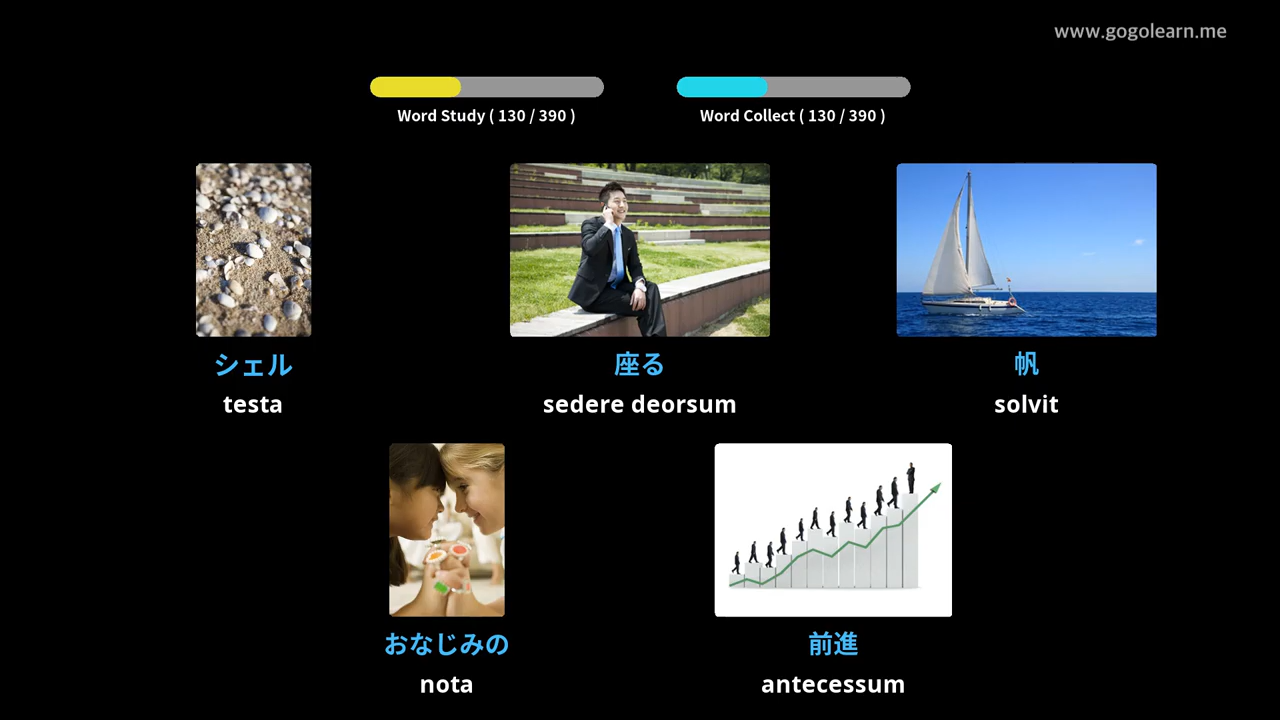 www.gogolearn.me
Word Study ( 130 / 390 )
Word Collect ( 130 / 390 )
シェル
座る
帆
testa
sedere deorsum
solvit
おなじみの
前進
nota
antecessum